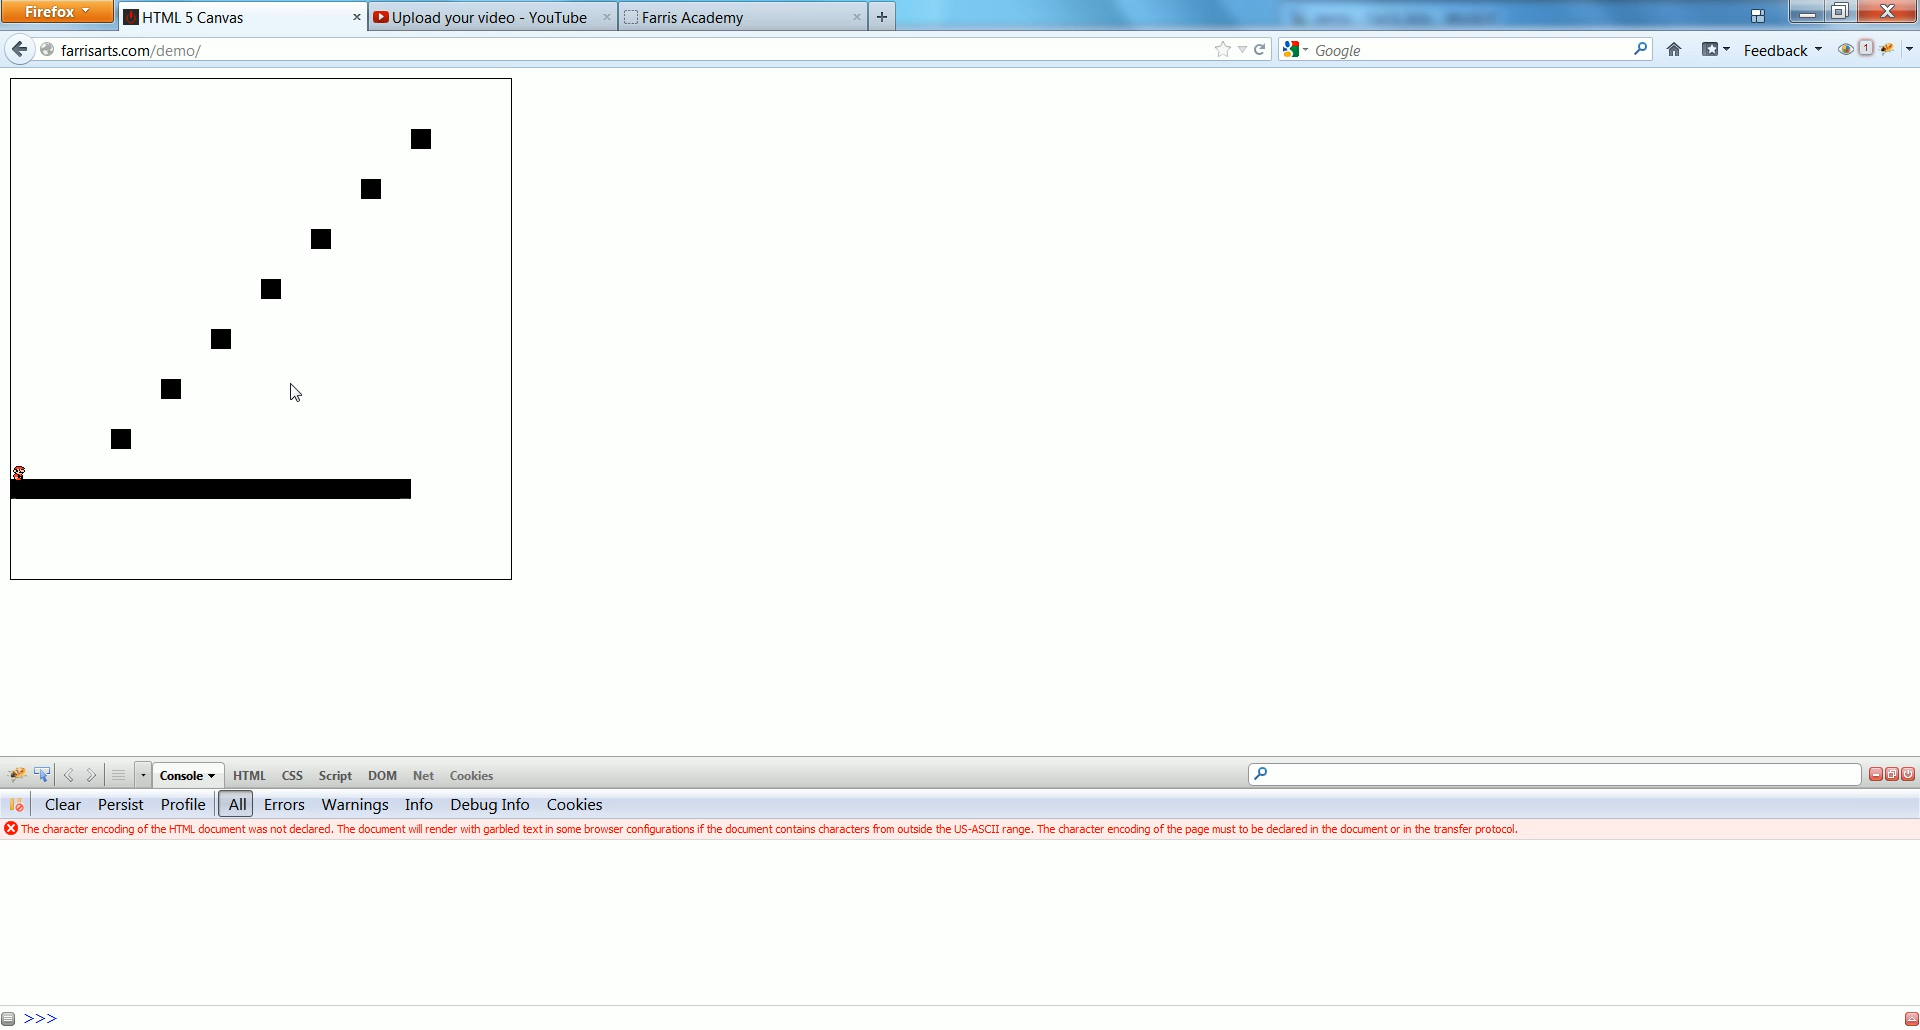 Firefox
HTML 5 Canvas
Upload your video - YouTube
Farris Academy
farrisarts.com/demo/
Google
Feedback
1
Console HTML CSS Script DOM Net Cookies
Clear Persist Profile All Errors Warnings Info Debug Info Cookies
The character encoding of the HTML document was not declared. The document will render with garbled text in some browser configurations if the document contains characters from outside the US-ASCII range. The character encoding of the page must to be declared in the document or in the transfer protocol.
>>>